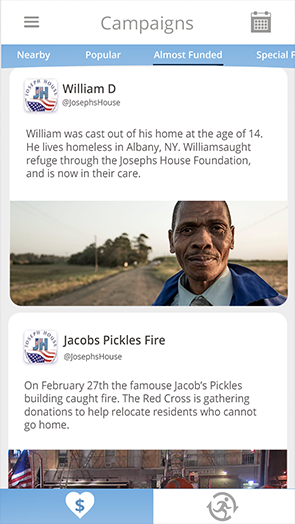 Campaigns
Nearby Popular Almost Funded Special F
JOSEPH HOUSE
JH
William D
@JosephsHouse
William was cast out of his home at the age of 14.
He lives homeless in Albany, NY. Williamsaught
refuge through the Josephs House Foundation,
and is now in their care.
JOSEPH HOUSE
JH
Jacobs Pickles Fire
@JosephsHouse
On February 27th the famouse Jacob's Pickles
building caught fire. The Red Cross is gathering
donations to help relocate residents who cannot
go home.
$